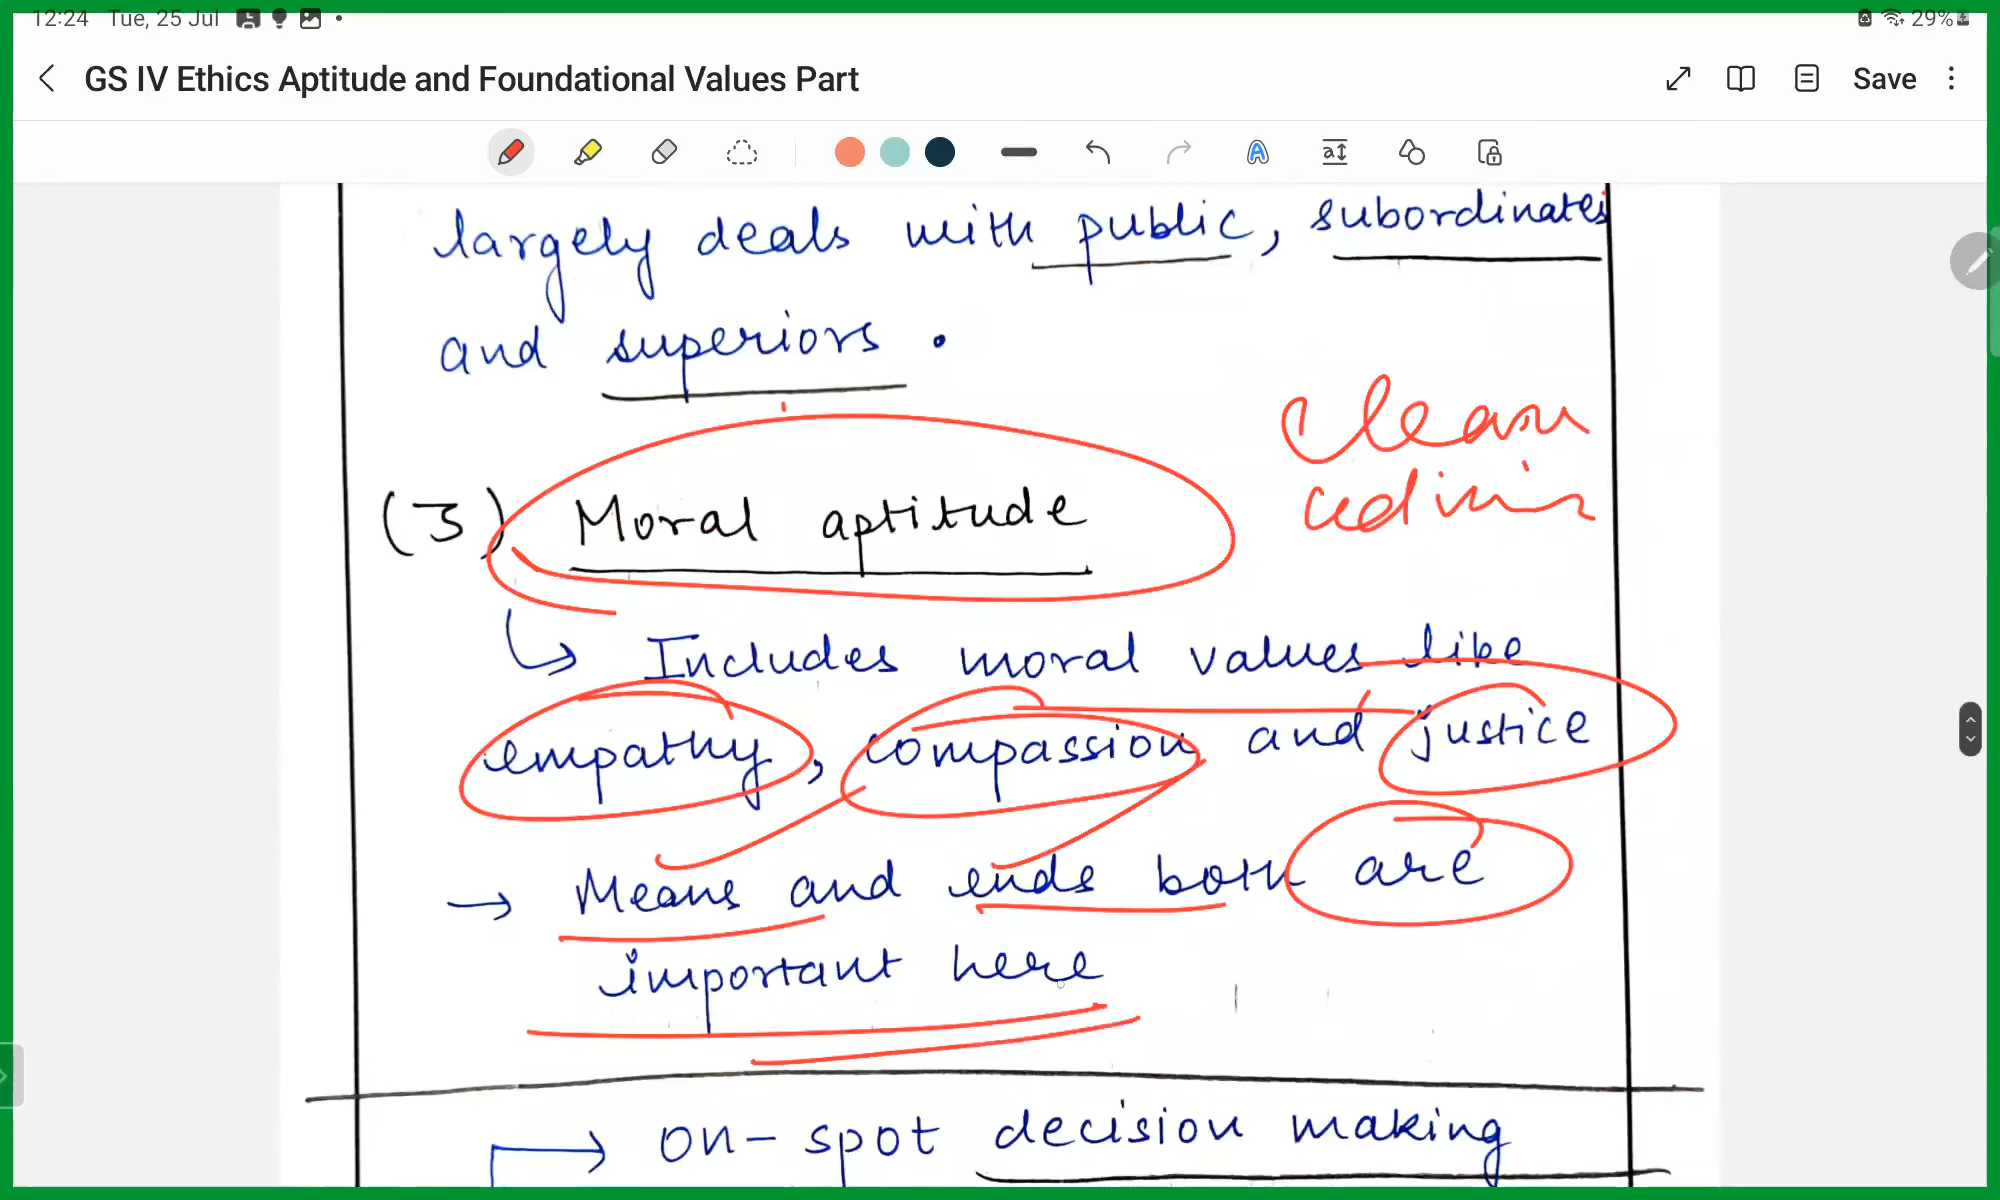 12:24 Tue, 25 Jul
29%
GS IV Ethics Aptitude and Foundational Values Part
Save
largely deals with public, subordinates
and superiors.
(3) Moral aptitude
clean
↳ Includes moral values like
empathy, compassion and justice
→ Means and ends both are
important here
→ on-spot decision making